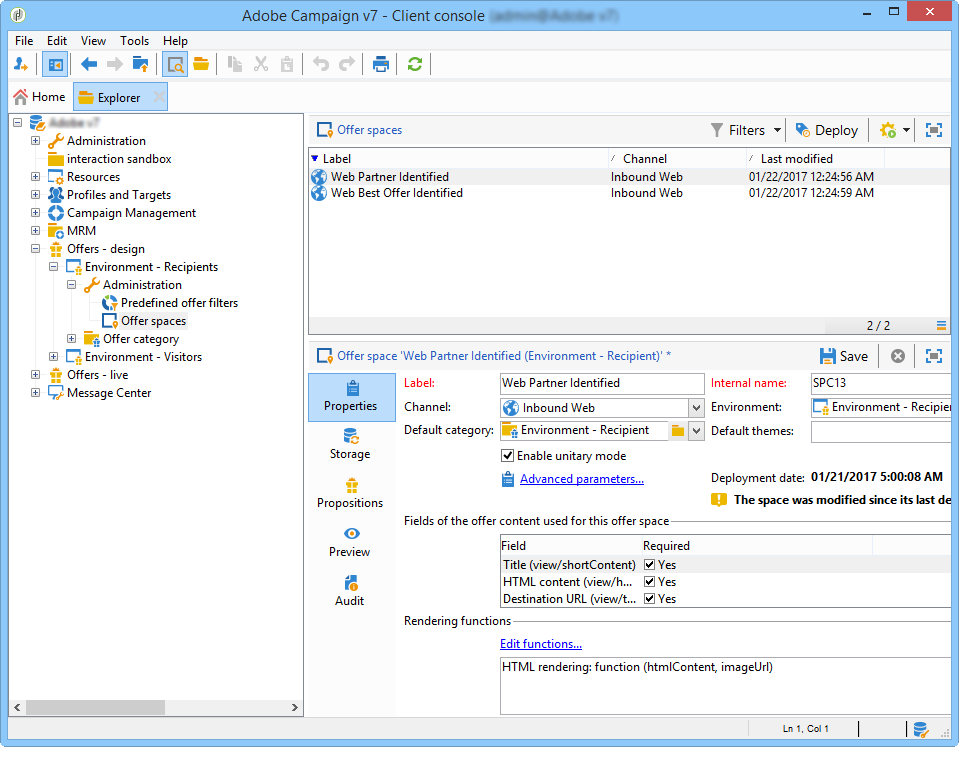 Adobe Campaign v7 - Client console
File Edit View Tools Help
Home Explorer
Administration
interaction sandbox
Resources
Profiles and Targets
Campaign Management
MRM
Offers - design
Environment - Recipients
Administration
Predefined offer filters
Offer spaces
Offer category
Environment - Visitors
Offers - live
Message Center
Offer spaces Filters Deploy
Label Channel Last modified
Web Partner Identified Inbound Web 01/22/2017 12:24:56 AM
Web Best Offer Identified Inbound Web 01/22/2017 12:24:59 AM
2 / 2
Offer space 'Web Partner Identified (Environment - Recipient)' * Save
Properties
Storage
Propositions
Preview
Audit
Label: Web Partner Identified Internal name: SPC13
Channel: Inbound Web Environment: Environment - Recipien
Default category: Environment - Recipient Default themes:
Enable unitary mode
Advanced parameters... Deployment date: 01/21/2017 5:00:08 AM
The space was modified since its last de
Fields of the offer content used for this offer space
Field Required
Title (view/shortContent) Yes
HTML content (view/h... Yes
Destination URL (view/t... Yes
Rendering functions
Edit functions...
HTML rendering: function (htmlContent, imageUrl)
Ln 1, Col 1